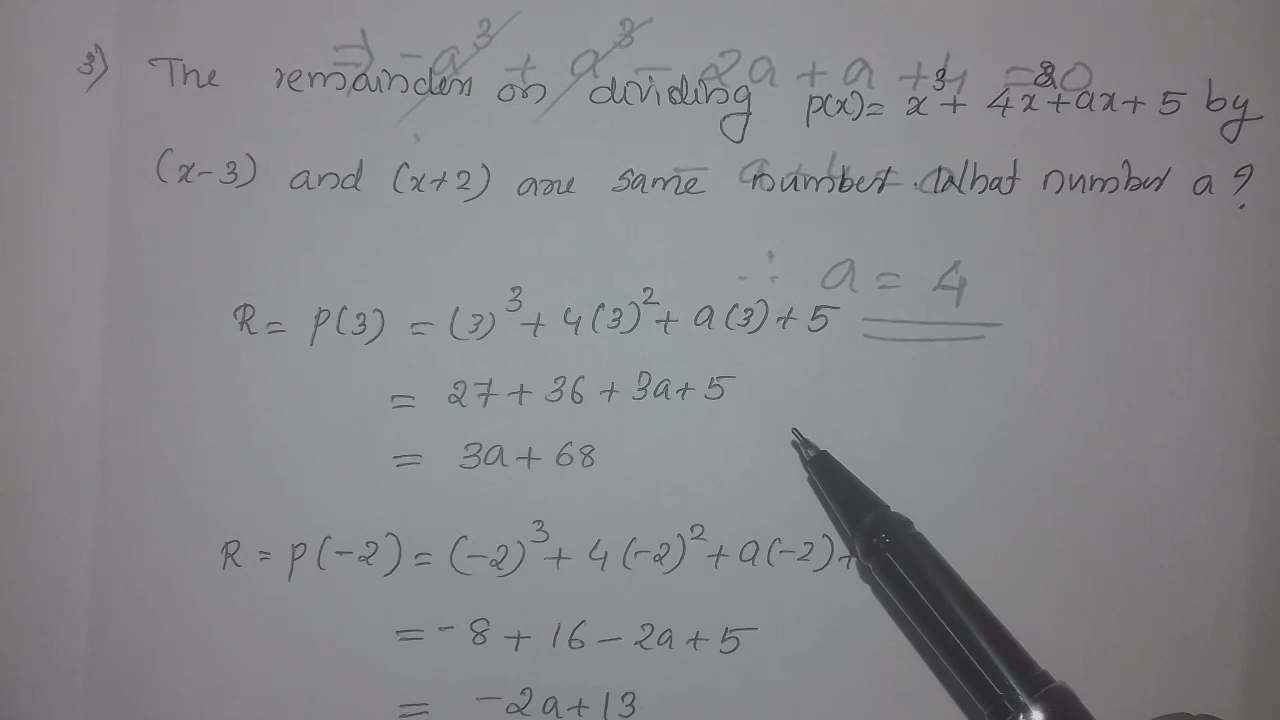 ⇒ -a³ + a³ - 2a + a + 4 = 0
3) The remainder on dividing p(x) = x³ + 4x² + ax + 5 by
(x-3) and (x+2) are same number. What number a?
∴ a = 4
R = p(3) = (3)³ + 4(3)² + a(3) + 5
= 27 + 36 + 3a + 5
= 3a + 68
R = p(-2) = (-2)³ + 4(-2)² + a(-2) +
= -8 + 16 - 2a + 5
= -2a + 13